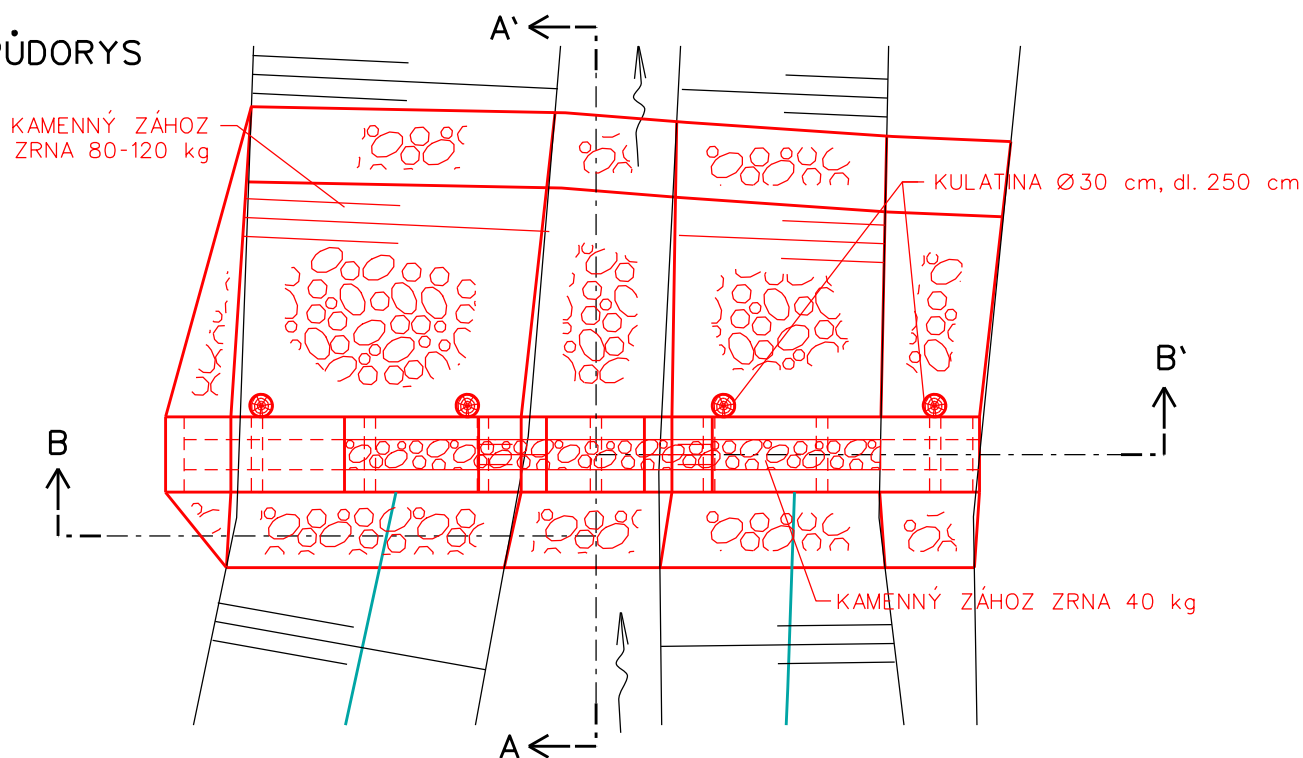 A'
PŮDORYS
KAMENNÝ ZÁHOZ
ZRNA 80-120 kg
KULATINA Ø30 cm, dl. 250 cm
B'
B
KAMENNÝ ZÁHOZ ZRNA 40 kg
A